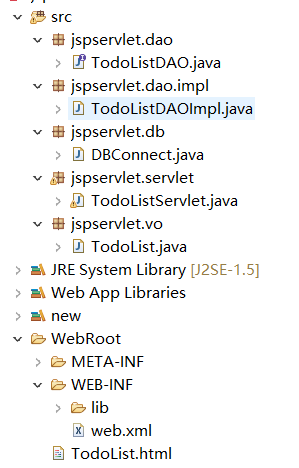 src
jspservlet.dao
TodoListDAO.java
jspservlet.dao.impl
TodoListDAOImpl.java
jspservlet.db
DBConnect.java
jspservlet.servlet
TodoListServlet.java
jspservlet.vo
TodoList.java
JRE System Library [J2SE-1.5]
Web App Libraries
new
WebRoot
META-INF
WEB-INF
lib
web.xml
TodoList.html